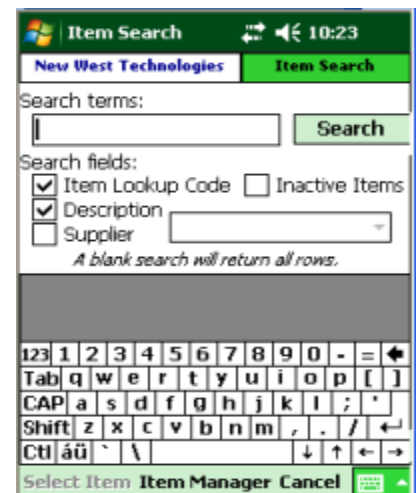 Item Search 10:23
New West Technologies Item Search
Search terms:
Search
Search fields:
Item Lookup Code Inactive Items
Description
Supplier
A blank search will return all rows.
123 1 2 3 4 5 6 7 8 9 0 - = 🡄
Tab q w e r t y u i o p [ ]
CAP a s d f g h j k l ; '
Shift z x c v b n m , . / ↵
Ctl áü ` \ ↓ ↑ ← →
Select Item Item Manager Cancel